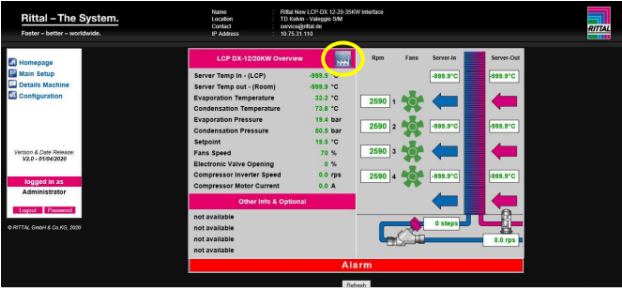 Rittal – The System.
Faster – better – worldwide.
Name : Rittal New LCP-DX 12-20-35KW Interface
Location : TD Kelvin - Valeggio S/M
Contact : service@rittal.de
IP Address : 10.75.31.110
RITTAL
Homepage
Main Setup
Details Machine
Configuration
Version & Date Release:
V2.0 - 01/04/2020
logged in as
Administrator
Logout Password
© RITTAL GmbH & Co.KG, 2020
LCP DX-12/20KW Overview
Server Temp in - (LCP) -999.9 °C
Server Temp out - (Room) -999.9 °C
Evaporation Temperature 33.2 °C
Condensation Temperature 72.8 °C
Evaporation Pressure 19.4 bar
Condensation Pressure 50.5 bar
Setpoint 19.8 °C
Fans Speed 70 %
Electronic Valve Opening 0 %
Compressor Inverter Speed 0.0 rps
Compressor Motor Current 0.0 A
Other Info & Optional
not available
not available
not available
not available
Rpm Fans Server-In Server-Out
-999.9°C -999.9°C
2590 1
2590 2 -999.9°C -999.9°C
2590 3
2590 4 -999.9°C -999.9°C
0 steps
0.0 rps
Alarm
Refresh